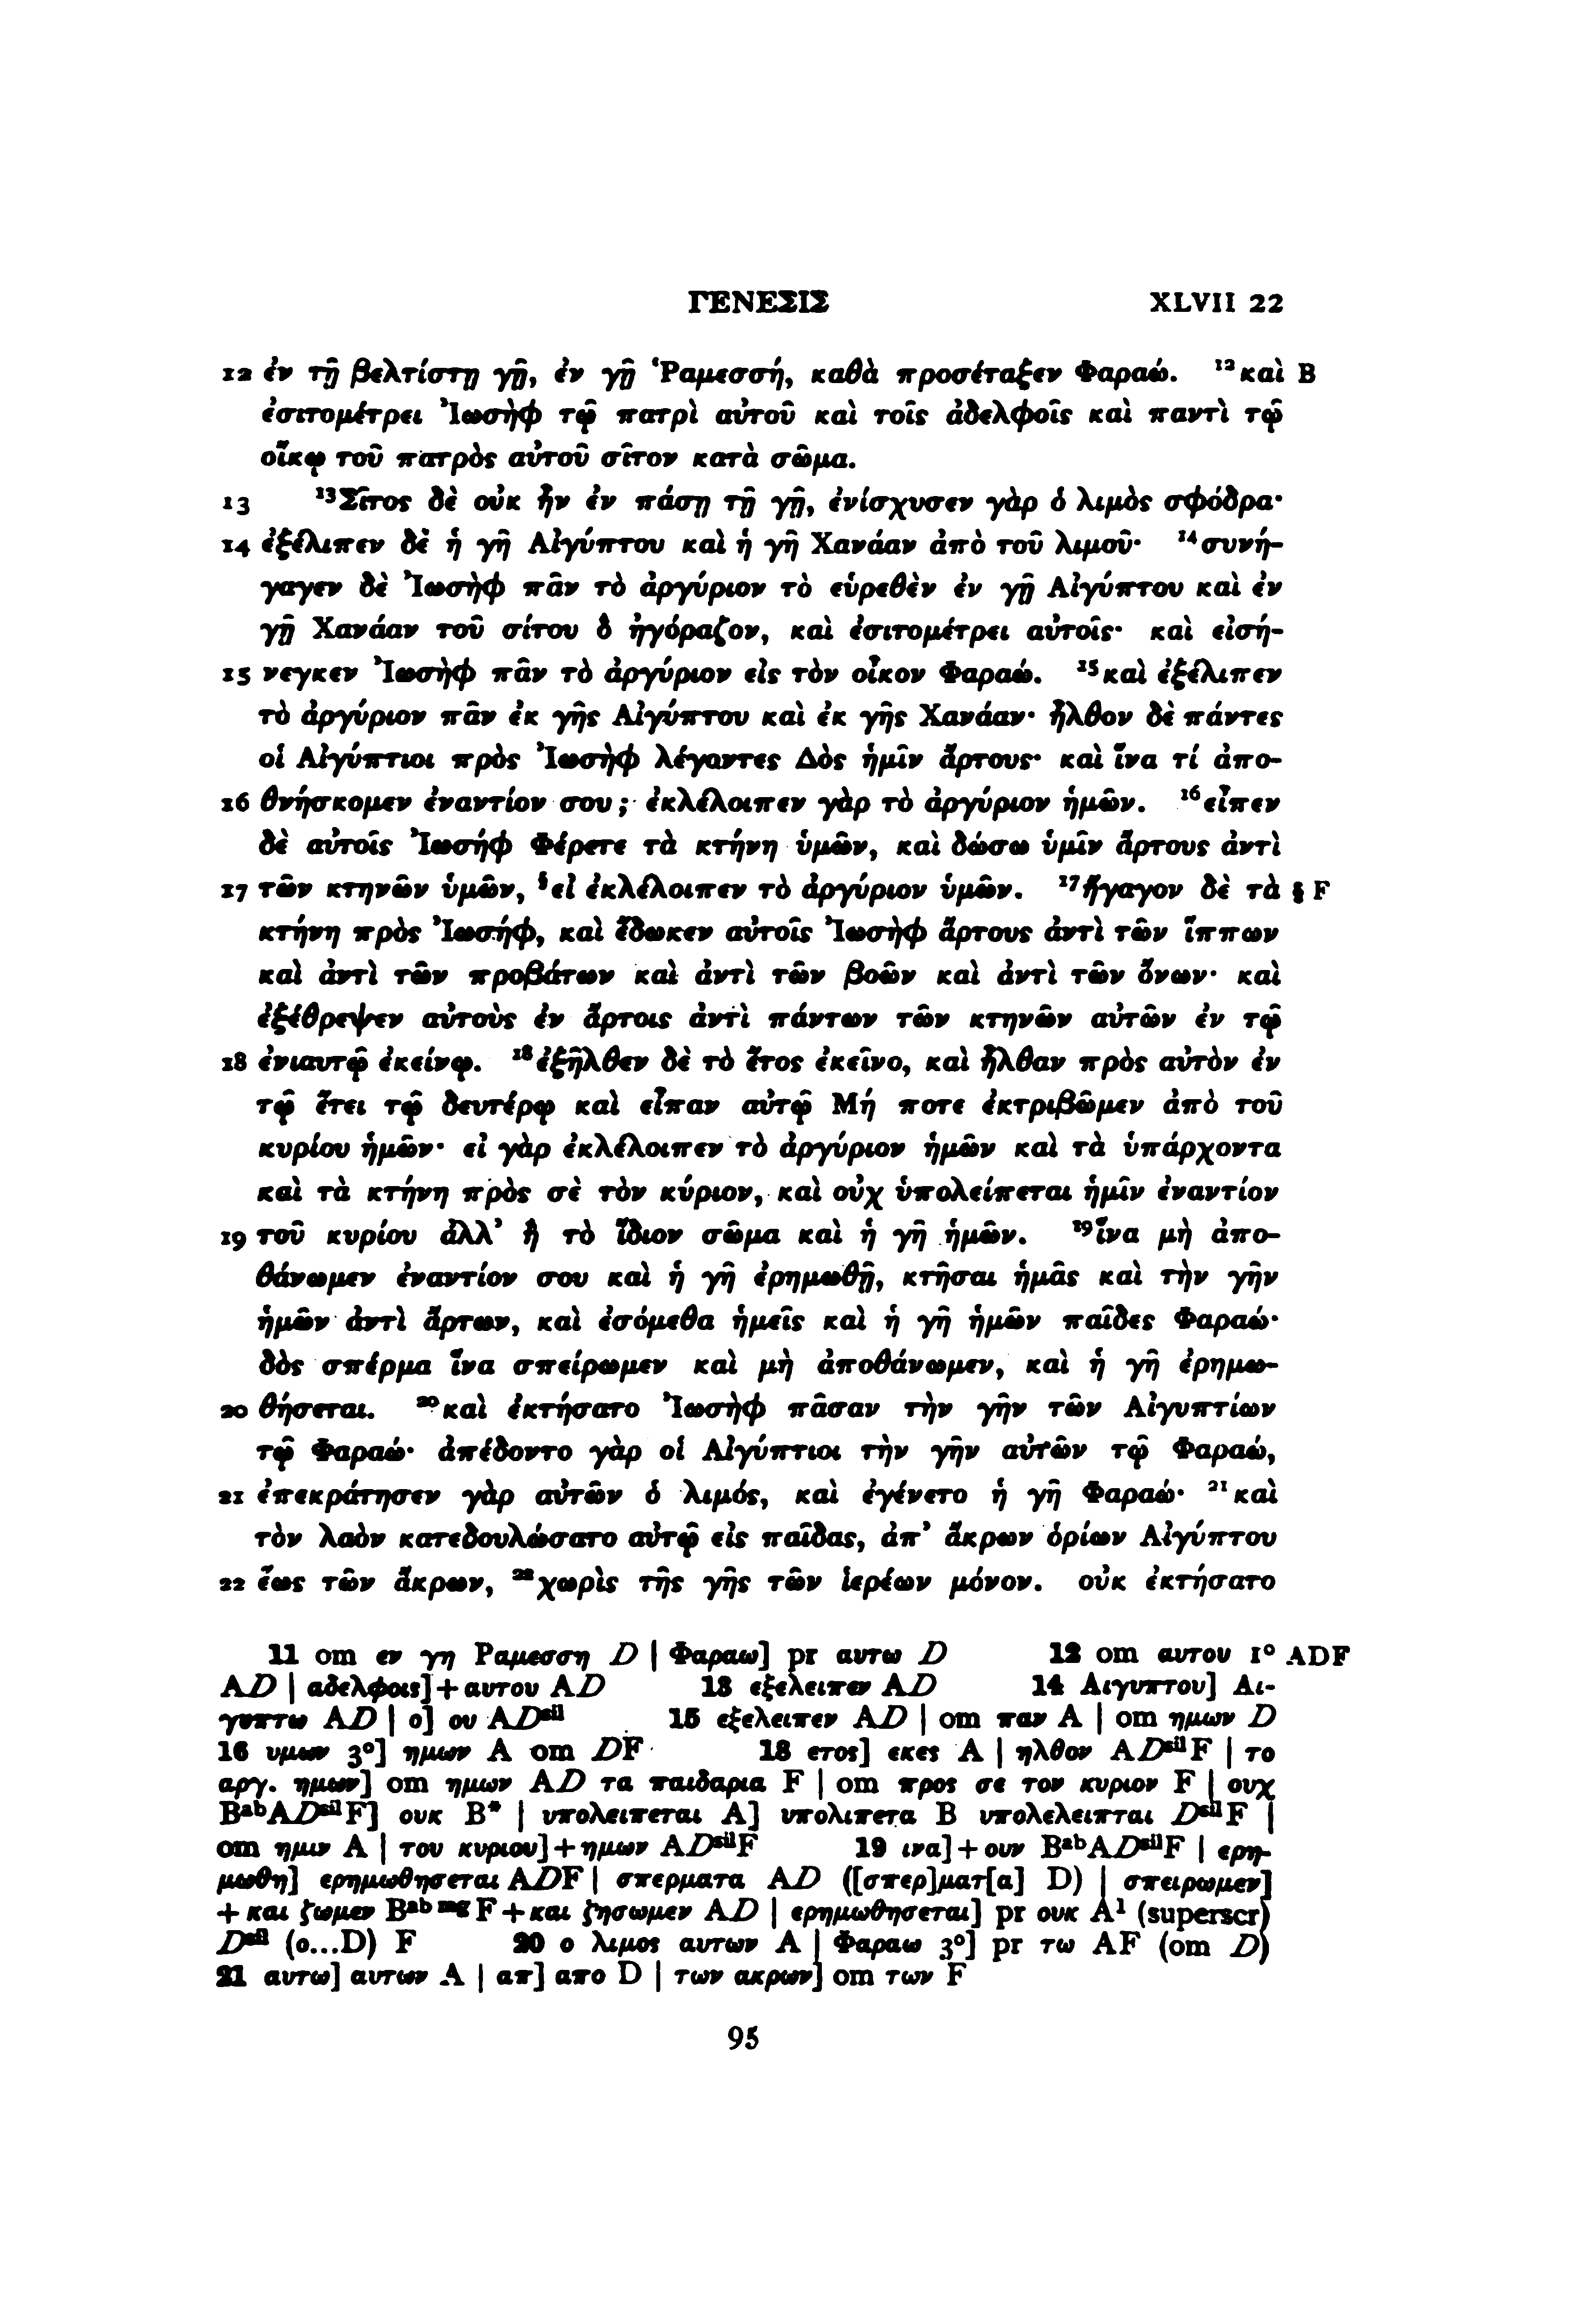 ΓΕΝΕΣΙΣ XLVII 22
12 ἐν τῇ βελτίστῃ γῇ, ἐν γῇ Ῥαμεσσή, καθὰ προσέταξεν Φαραώ. ¹²καὶ B
ἐσιτομέτρει Ἰωσὴφ τῷ πατρὶ αὐτοῦ καὶ τοῖς ἀδελφοῖς καὶ παντὶ τῷ
οἴκῳ τοῦ πατρὸς αὐτοῦ σῖτον κατὰ σῶμα.
13 ¹³Σῖτος δὲ οὐκ ἦν ἐν πάσῃ τῇ γῇ, ἐνίσχυσεν γὰρ ὁ λιμὸς σφόδρα·
14 ἐξέλιπεν δὲ ἡ γῆ Αἰγύπτου καὶ ἡ γῆ Χανάαν ἀπὸ τοῦ λιμοῦ· ¹⁴συνή-
γαγεν δὲ Ἰωσὴφ πᾶν τὸ ἀργύριον τὸ εὑρεθὲν ἐν γῇ Αἰγύπτου καὶ ἐν
γῇ Χανάαν τοῦ σίτου ὃ ἠγόραζον, καὶ ἐσιτομέτρει αὐτοῖς· καὶ εἰσή-
15 νεγκεν Ἰωσὴφ πᾶν τὸ ἀργύριον εἰς τὸν οἶκον Φαραώ. ¹⁵καὶ ἐξέλιπεν
τὸ ἀργύριον πᾶν ἐκ γῆς Αἰγύπτου καὶ ἐκ γῆς Χανάαν· ἦλθον δὲ πάντες
οἱ Αἰγύπτιοι πρὸς Ἰωσὴφ λέγοντες Δὸς ἡμῖν ἄρτους· καὶ ἵνα τί ἀπο-
16 θνήσκομεν ἐναντίον σου; ἐκλέλοιπεν γὰρ τὸ ἀργύριον ἡμῶν. ¹⁶εἶπεν
δὲ αὐτοῖς Ἰωσήφ Φέρετε τὰ κτήνη ὑμῶν, καὶ δώσω ὑμῖν ἄρτους ἀντὶ
17 τῶν κτηνῶν ὑμῶν, §εἰ ἐκλέλοιπεν τὸ ἀργύριον ὑμῶν. ¹⁷ἤγαγον δὲ τὰ § F
κτήνη πρὸς Ἰωσήφ, καὶ ἔδωκεν αὐτοῖς Ἰωσὴφ ἄρτους ἀντὶ τῶν ἵππων
καὶ ἀντὶ τῶν προβάτων καὶ ἀντὶ τῶν βοῶν καὶ ἀντὶ τῶν ὄνων· καὶ
ἐξέθρεψεν αὐτοὺς ἐν ἄρτοις ἀντὶ πάντων τῶν κτηνῶν αὐτῶν ἐν τῷ
18 ἐνιαυτῷ ἐκείνῳ. ¹⁸ἐξῆλθεν δὲ τὸ ἔτος ἐκεῖνο, καὶ ἦλθαν πρὸς αὐτὸν ἐν
τῷ ἔτει τῷ δευτέρῳ καὶ εἶπαν αὐτῷ Μή ποτε ἐκτριβῶμεν ἀπὸ τοῦ
κυρίου ἡμῶν· εἰ γὰρ ἐκλέλοιπεν τὸ ἀργύριον ἡμῶν καὶ τὰ ὑπάρχοντα
καὶ τὰ κτήνη πρὸς σὲ τὸν κύριον, καὶ οὐχ ὑπολείπεται ἡμῖν ἐναντίον
19 τοῦ κυρίου ἀλλ’ ἢ τὸ ἴδιον σῶμα καὶ ἡ γῆ ἡμῶν. ¹⁹ἵνα μὴ ἀπο-
θάνωμεν ἐναντίον σου καὶ ἡ γῆ ἐρημωθῇ, κτῆσαι ἡμᾶς καὶ τὴν γῆν
ἡμῶν ἀντὶ ἄρτων, καὶ ἐσόμεθα ἡμεῖς καὶ ἡ γῆ ἡμῶν παῖδες Φαραώ·
δὸς σπέρμα ἵνα σπείρωμεν καὶ μὴ ἀποθάνωμεν, καὶ ἡ γῆ ἐρημω-
20 θήσεται. ²⁰καὶ ἐκτήσατο Ἰωσὴφ πᾶσαν τὴν γῆν τῶν Αἰγυπτίων
τῷ Φαραώ· ἀπέδοντο γὰρ οἱ Αἰγύπτιοι τὴν γῆν αὐτῶν τῷ Φαραώ,
21 ἐπεκράτησεν γὰρ αὐτῶν ὁ λιμός, καὶ ἐγένετο ἡ γῆ Φαραώ· ²¹καὶ
τὸν λαὸν κατεδουλώσατο αὐτῷ εἰς παῖδας, ἀπ’ ἄκρων ὁρίων Αἰγύπτου
22 ἕως τῶν ἄκρων, ²²χωρὶς τῆς γῆς τῶν ἱερέων μόνον. οὐκ ἐκτήσατο
11 om εν γη Ραμεσση D | Φαραω] pr αυτω D 12 om αυτου 1° ADF
AD | αδελφοις]+αυτου AD 13 εξελειπεν AD 14 Αιγυπτου] Αι-
γυπτω AD | ο] ου ADˢⁱˡ 15 εξελειπεν AD | om παν A | om ημων D
16 υμων 3°] ημων A om DF 18 ετος] εκες A | ηλθον ADˢⁱˡF | το
αργ. ημων] om ημων AD τα παιδαρια F | om προς σε τον κυριον F | ουχ
BᵃᵇADˢⁱˡF] ουκ B* | υπολειπεται A] υπολιπετα B υπολελειπται DˢⁱˡF |
om ημιν A | του κυριου]+ημων ADˢⁱˡF 19 ινα]+ουν BᵃᵇADˢⁱˡF | ερη-
μωθη] ερημωθησεται ADF | σπερματα AD ([σπερ]ματ[α] D) | σπειρωμεν]
+και ζωμεν Bᵃᵇ ᵐᵍ F+και ζησωμεν AD | ερημωθησεται] pr ουκ A¹ (superscr)
Dˢⁱˡ (ο...D) F 20 ο λιμος αυτων A | Φαραω 3°] pr τω AF (om D)
21 αυτω] αυτων A | απ] απο D | των ακρων] om των F
95